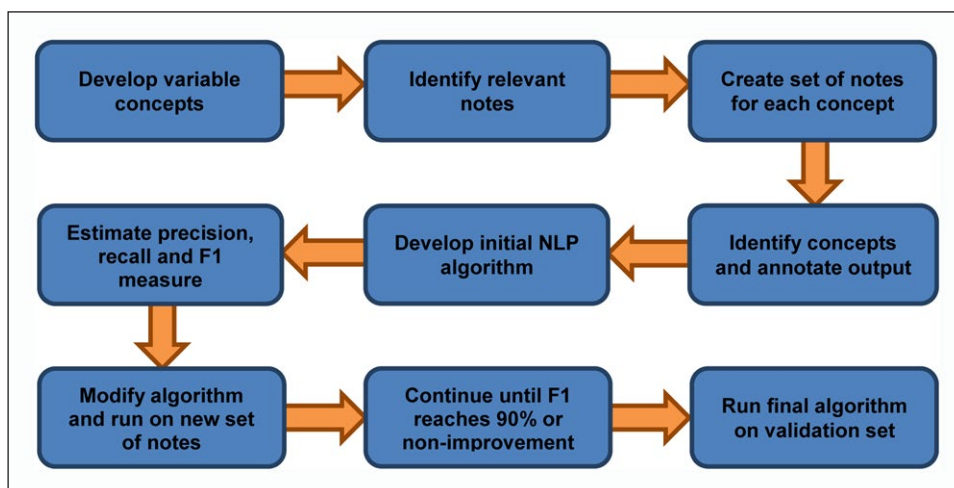 Develop variable
concepts
Identify relevant
notes
Create set of notes
for each concept
Identify concepts
and annotate output
Develop initial NLP
algorithm
Estimate precision,
recall and F1
measure
Modify algorithm
and run on new set
of notes
Continue until F1
reaches 90% or
non-improvement
Run final algorithm
on validation set